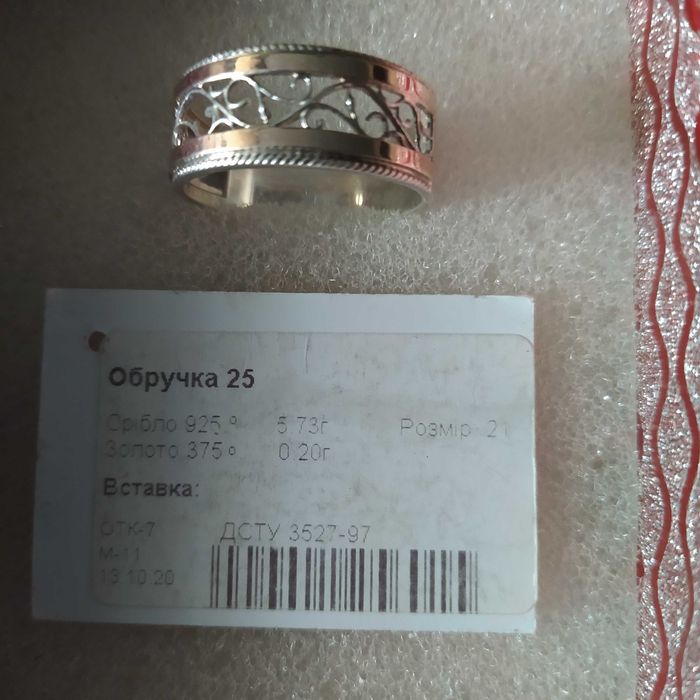 Обручка 25
Срібло 925 º 5.73г Розмір 21
Золото 375 º 0.20г
Вставка:
ОТК-7 ДСТУ 3527-97
М-11
13.10.20